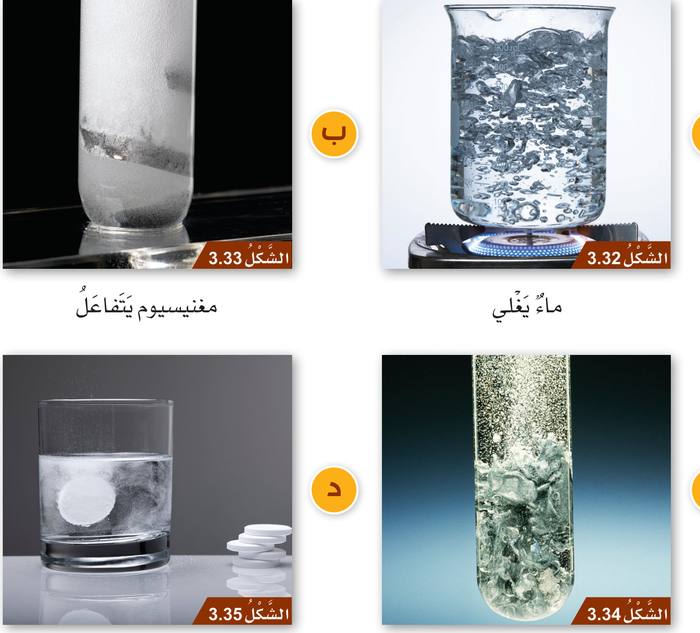 الشَّكْلُ 3.32
ماءٌ يَغْلي
ب
الشَّكْلُ 3.33
مغنيسيوم يَتَفاعَلُ
الشَّكْلُ 3.34
د
الشَّكْلُ 3.35